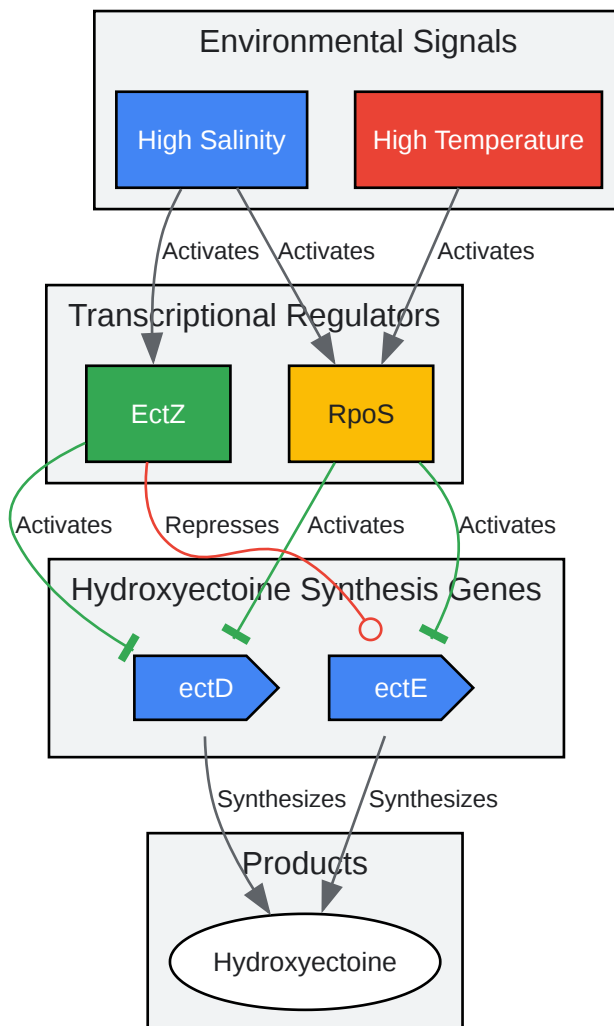 Environmental Signals
High Salinity
High Temperature
Activates
Activates
Activates
Transcriptional Regulators
EctZ
RpoS
Activates
Represses
Activates
Activates
Hydroxyectoine Synthesis Genes
ectD
ectE
Synthesizes
Synthesizes
Products
Hydroxyectoine